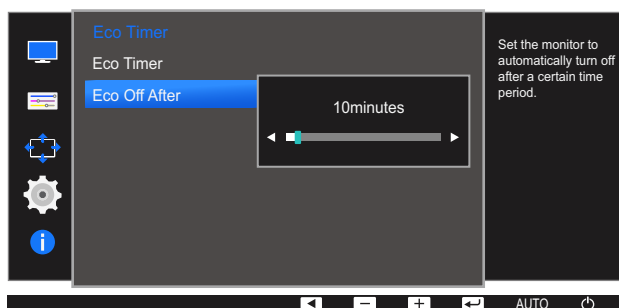 Eco Timer
Eco Timer
Eco Off After
10minutes
Set the monitor to
automatically turn off
after a certain time
period.
AUTO